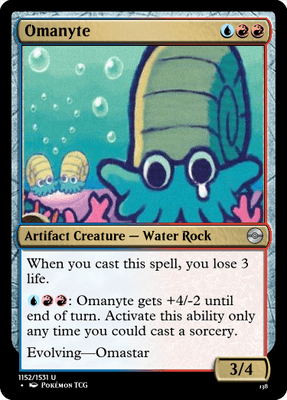 Omanyte
Artifact Creature — Water Rock
When you cast this spell, you lose 3
life.
: Omanyte gets +4/-2 until
end of turn. Activate this ability only
any time you could cast a sorcery.
Evolving—Omastar
3/4
1152/1531 U
• Pokémon TCG
138